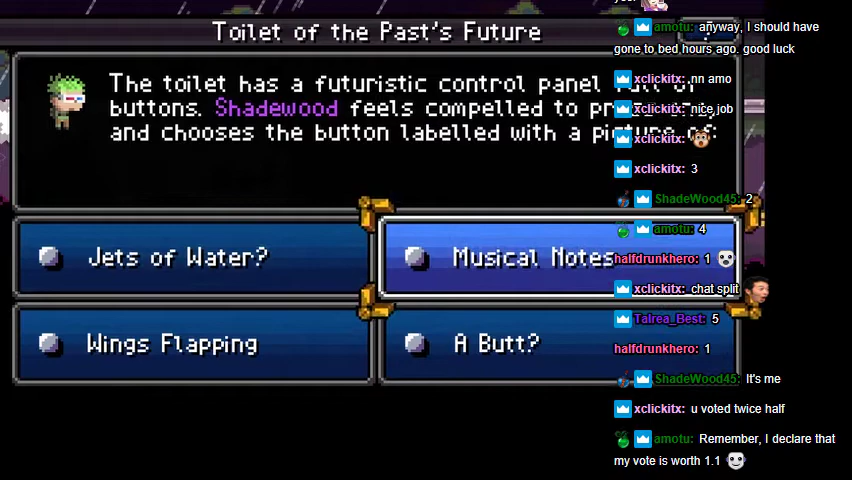 Toilet of the Past's Future
The toilet has a futuristic control panel full of
buttons. Shadewood feels compelled to
and chooses the button labelled with a picture of:
Jets of Water?
Musical Notes
Wings Flapping
A Butt?
amotu: anyway, I should have
gone to bed hours ago. good luck
xclickitx: nn amo
xclickitx: nice job
xclickitx:
xclickitx: 3
ShadeWood45: 2
amotu: 4
halfdrunkhero: 1
xclickitx: chat split
Talrea_Best: 5
halfdrunkhero: 1
ShadeWood45: It's me
xclickitx: u voted twice half
amotu: Remember, I declare that
my vote is worth 1.1